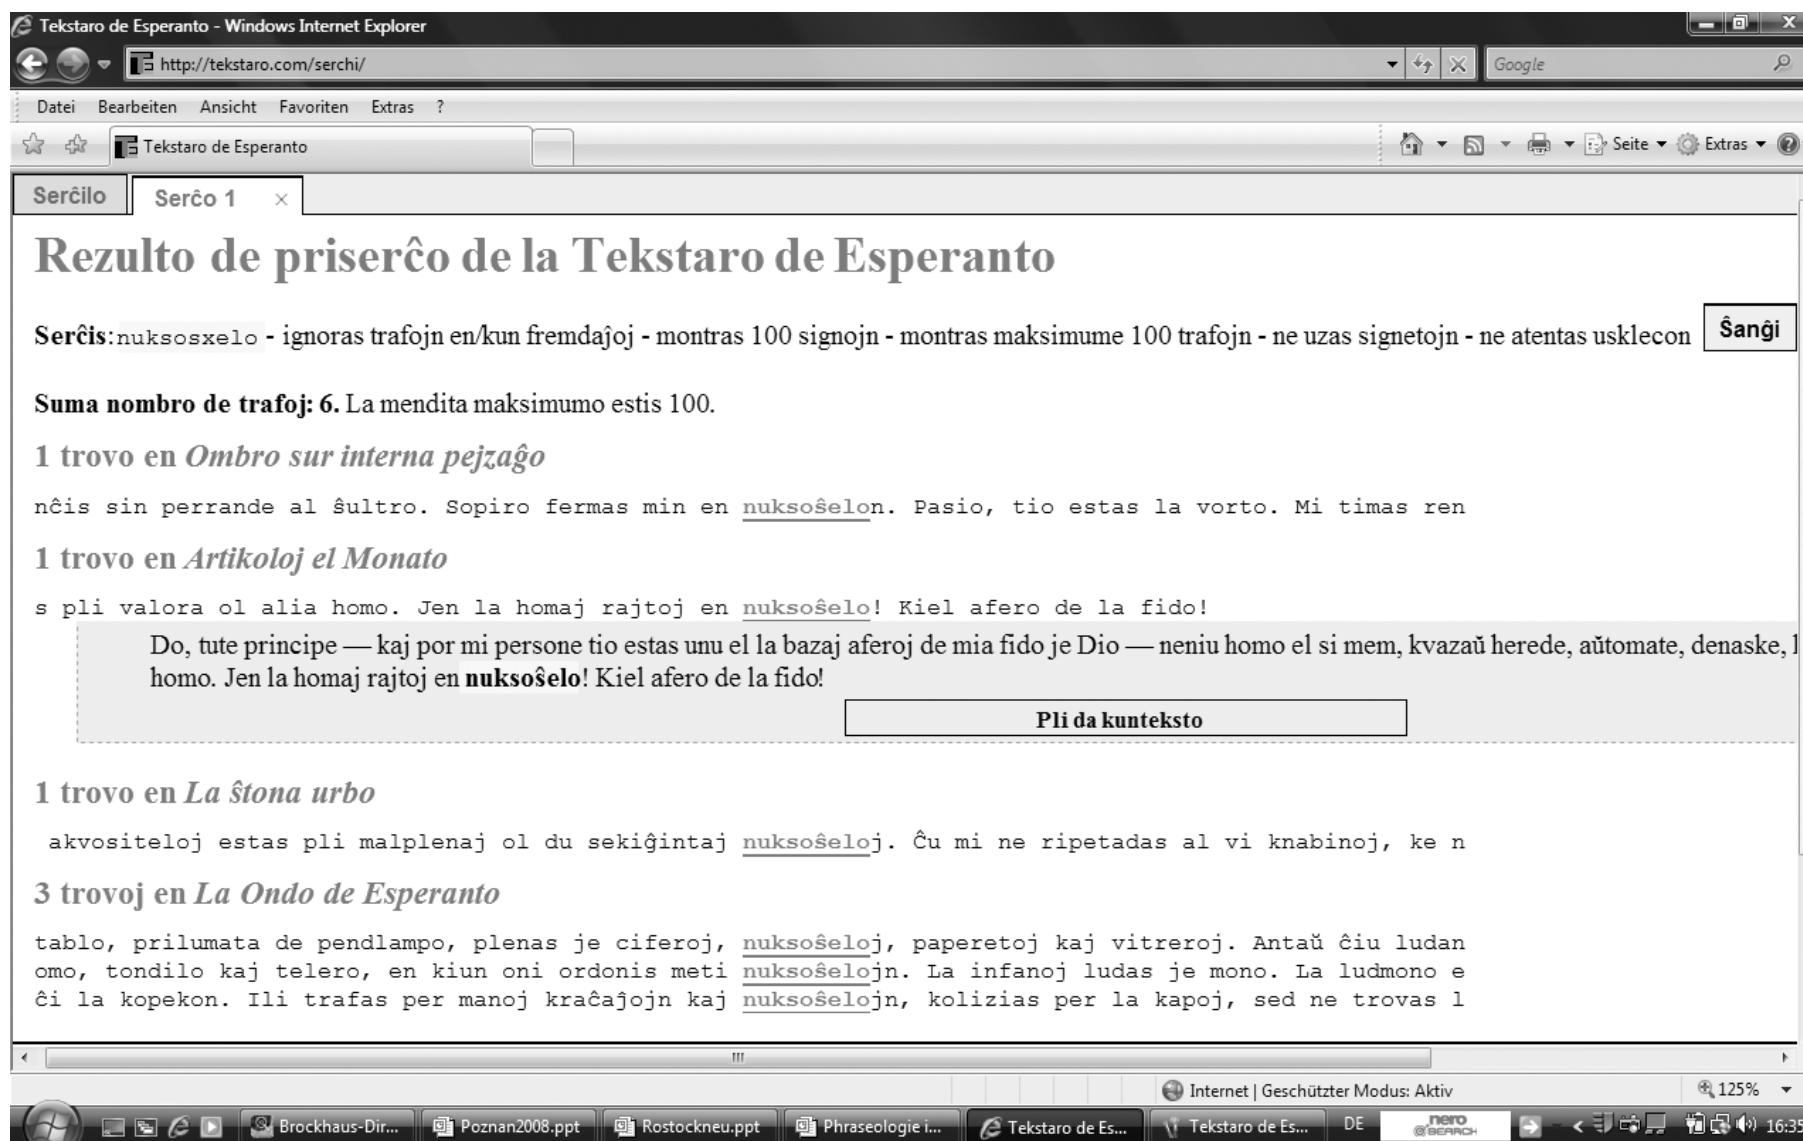 Tekstaro de Esperanto - Windows Internet Explorer
http://tekstaro.com/serchi/
Google
Datei Bearbeiten Ansicht Favoriten Extras ?
Tekstaro de Esperanto
Seite Extras
Serĉilo Serĉo 1 ×
Rezulto de priserĉo de la Tekstaro de Esperanto
Serĉis: nuksosxelo - ignoras trafojn en/kun fremdaĵoj - montras 100 signojn - montras maksimume 100 trafojn - ne uzas signetojn - ne atentas usklecon Ŝanĝi
Suma nombro de trafoj: 6. La mendita maksimumo estis 100.
1 trovo en Ombro sur interna pejzaĝo
nĉis sin perrande al ŝultro. Sopiro fermas min en nuksoŝelon. Pasio, tio estas la vorto. Mi timas ren
1 trovo en Artikoloj el Monato
s pli valora ol alia homo. Jen la homaj rajtoj en nuksoŝelo! Kiel afero de la fido!
Do, tute principe — kaj por mi persone tio estas unu el la bazaj aferoj de mia fido je Dio — neniu homo el si mem, kvazaŭ herede, aŭtomate, denaske,
homo. Jen la homaj rajtoj en nuksoŝelo! Kiel afero de la fido!
Pli da kunteksto
1 trovo en La ŝtona urbo
akvositeloj estas pli malplenaj ol du sekiĝintaj nuksoŝeloj. Ĉu mi ne ripetadas al vi knabinoj, ke n
3 trovoj en La Ondo de Esperanto
tablo, prilumata de pendlampo, plenas je ciferoj, nuksoŝeloj, paperetoj kaj vitreroj. Antaŭ ĉiu ludan
omo, tondilo kaj telero, en kiun oni ordonis meti nuksoŝelojn. La infanoj ludas je mono. La ludmono e
ĉi la kopekon. Ili trafas per manoj kraĉaĵojn kaj nuksoŝelojn, kolizias per la kapoj, sed ne trovas l
Internet | Geschützter Modus: Aktiv 125%
Brockhaus-Dir... Poznan2008.ppt Rostockneu.ppt Phraseologie i... Tekstaro de Es... Tekstaro de Es... DE nero SEARCH 16:35